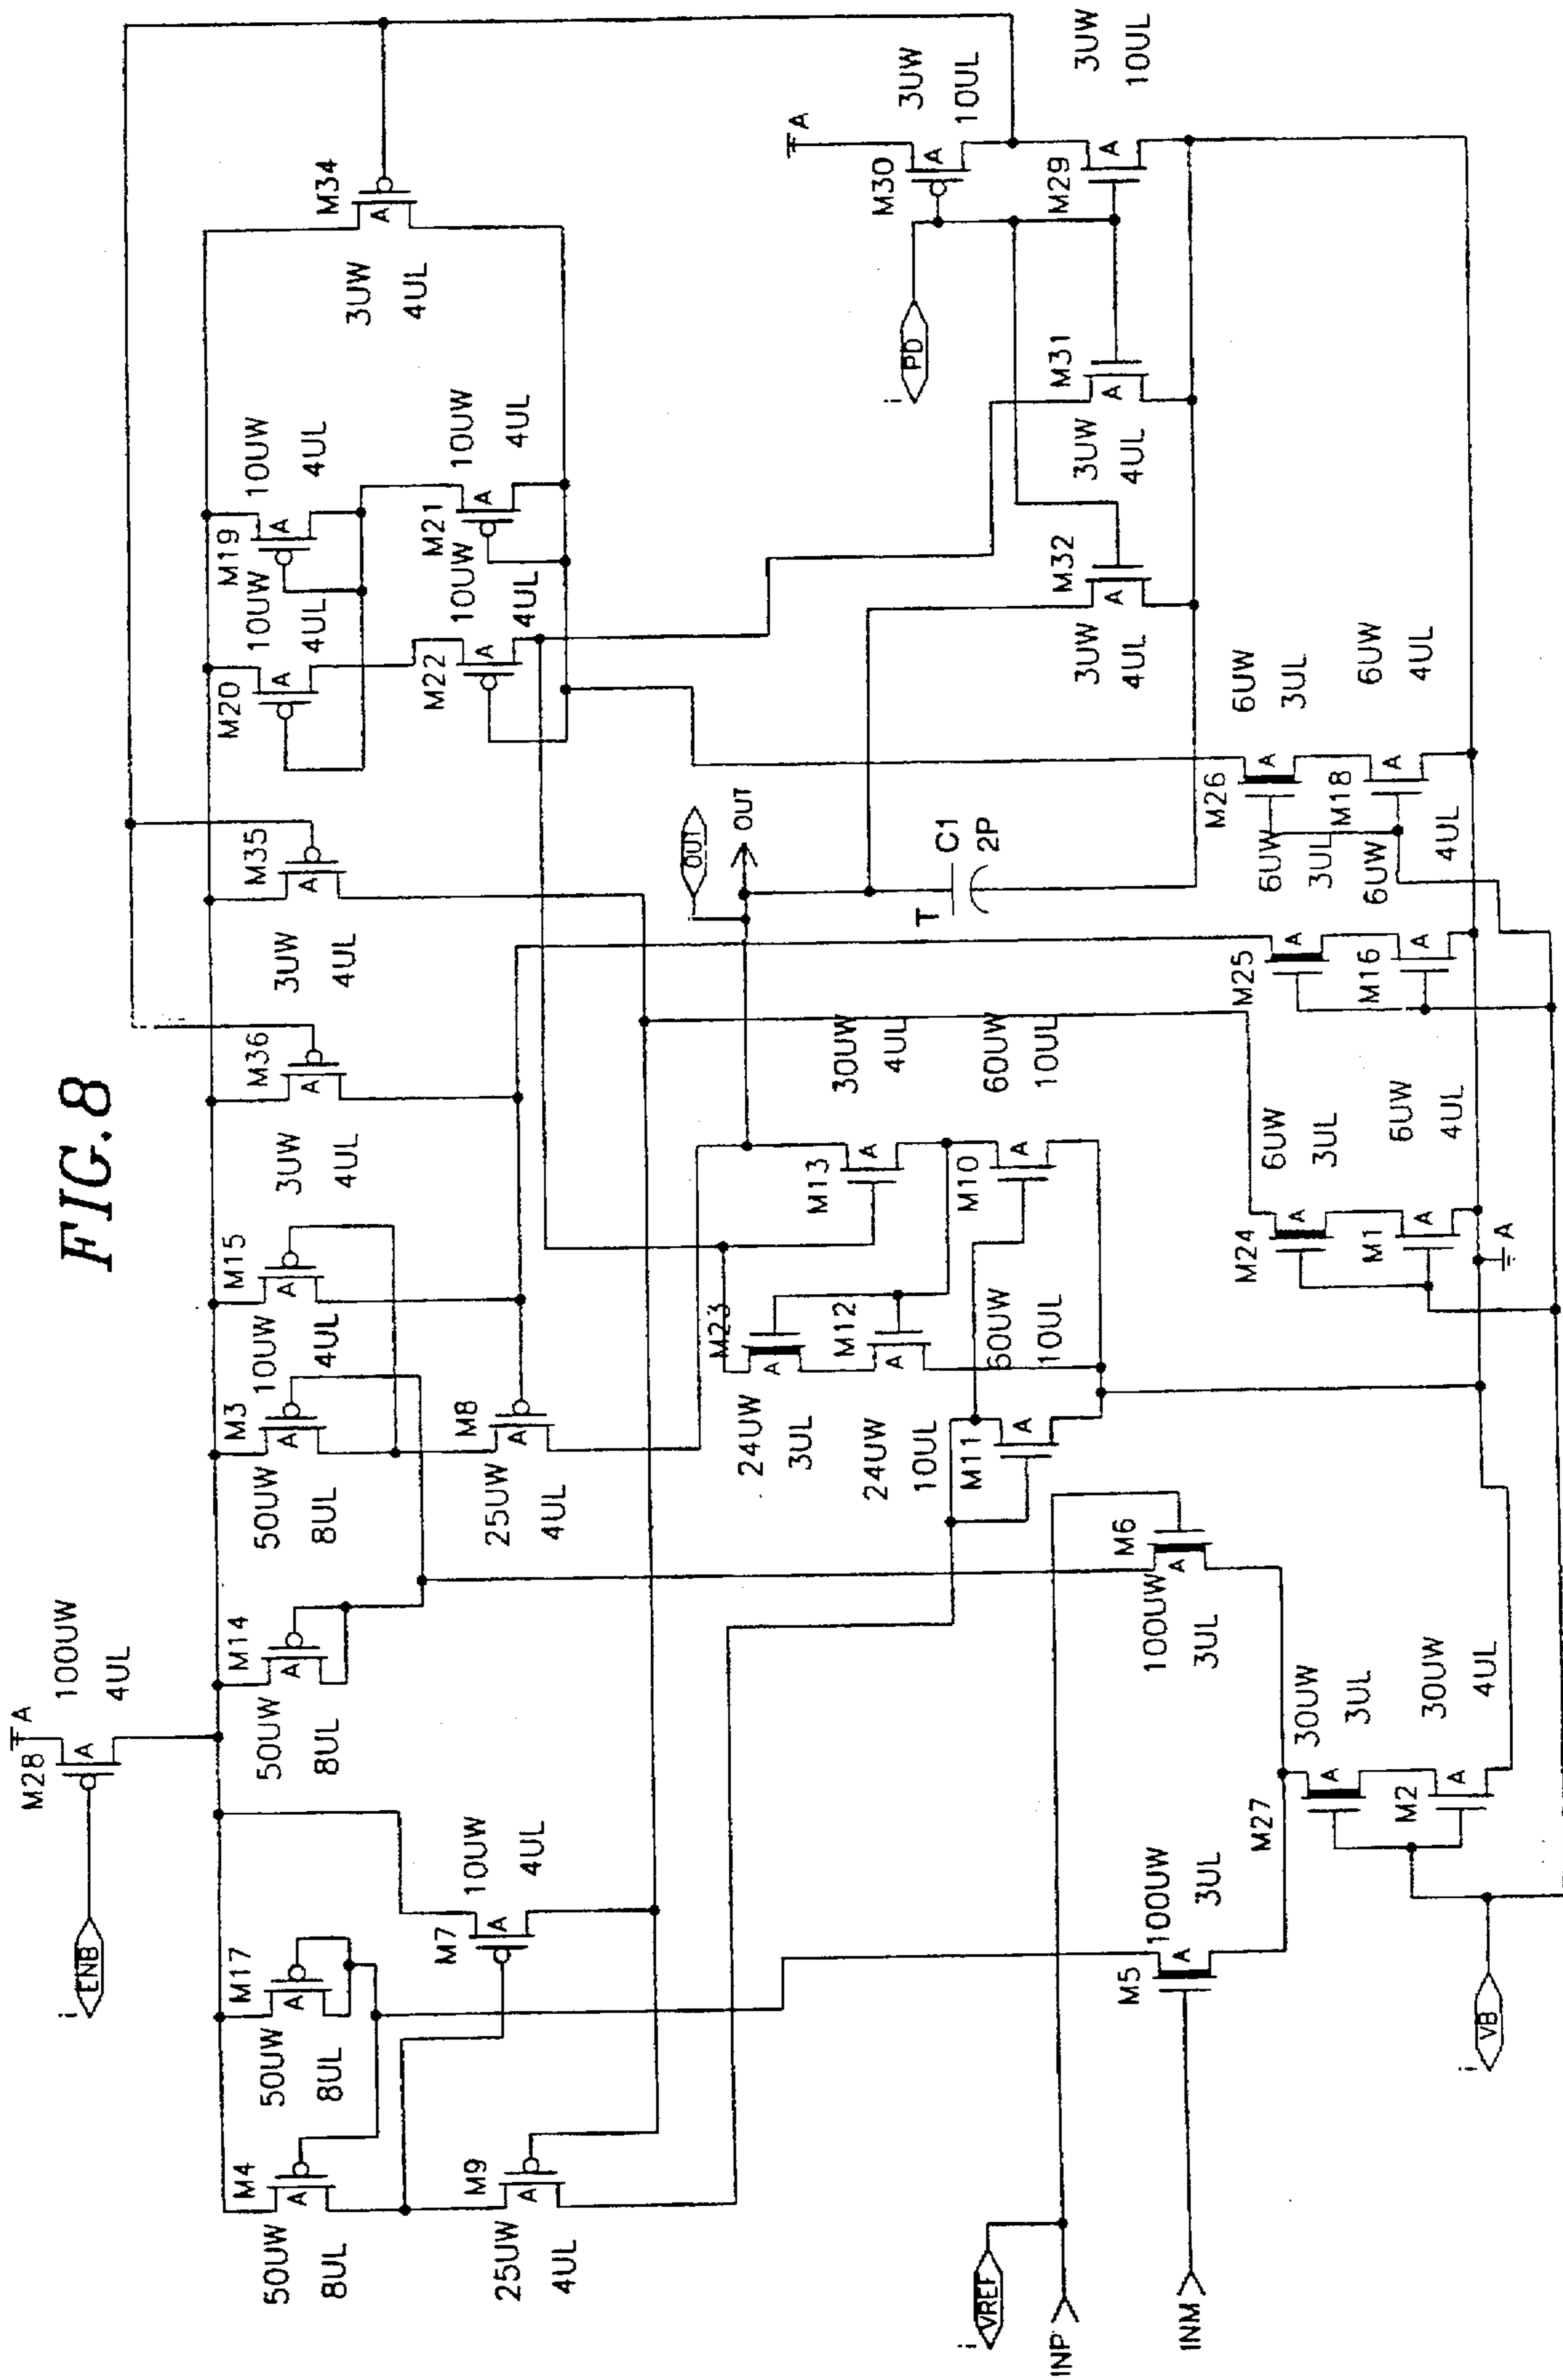 FIG.8
i
ENB
M28
A
100UW
4UL
M4
A
50UW
8UL
M17
A
50UW
8UL
M14
A
50UW
8UL
M3
A
50UW
8UL
M15
A
10UW
4UL
M36
A
3UW
4UL
M35
A
3UW
4UL
M20
A
10UW
4UL
M19
A
10UW
4UL
M34
A
3UW
4UL
M9
A
25UW
4UL
M7
A
10UW
4UL
M8
A
25UW
4UL
M22
A
10UW
4UL
M21
A
10UW
4UL
M23
A
24UW
3UL
M12
A
24UW
10UL
M11
A
60UW
10UL
M13
A
30UW
4UL
M10
A
60UW
10UL
OUT
OUT
T
C1
2P
i
PD
A
M30
A
3UW
10UL
M29
A
3UW
10UL
M31
A
3UW
4UL
M32
A
3UW
4UL
i
VREF
INP
INM
M5
A
100UW
3UL
M6
A
100UW
3UL
M27
A
30UW
3UL
M2
A
30UW
4UL
i
VB
M24
A
6UW
3UL
M1
A
6UW
4UL
A
M25
A
6UW
3UL
M16
A
6UW
4UL
M26
A
6UW
3UL
M18
A
6UW
4UL